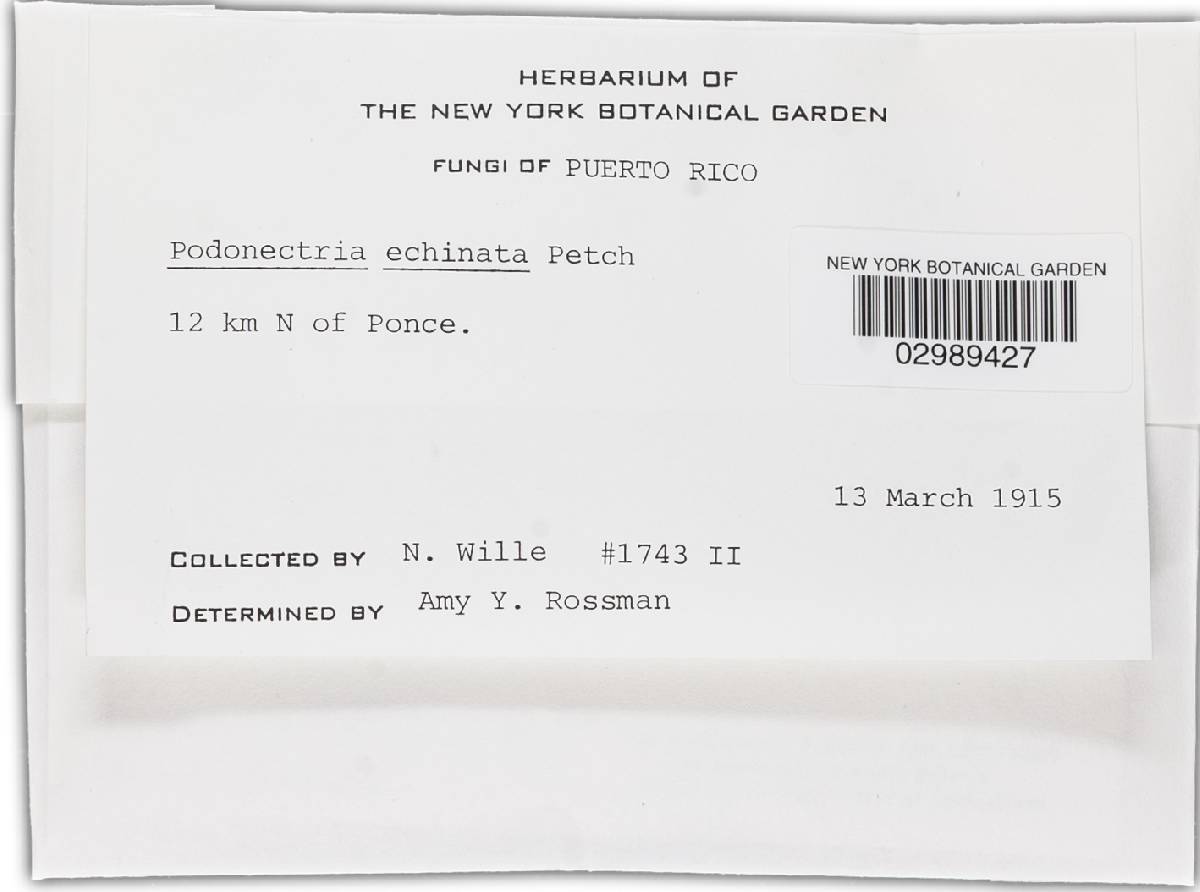 HERBARIUM OF
THE NEW YORK BOTANICAL GARDEN
FUNGI OF PUERTO RICO
Podonectria echinata Petch
12 km N of Ponce.
NEW YORK BOTANICAL GARDEN
02989427
13 March 1915
COLLECTED BY N. Wille #1743 II
DETERMINED BY Amy Y. Rossman